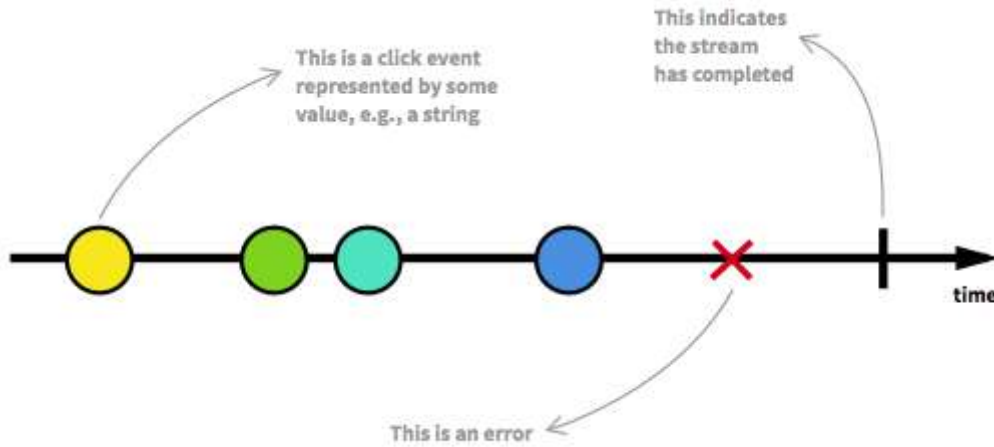 This is a click event
represented by some
value, e.g., a string
This indicates
the stream
has completed
time
This is an error